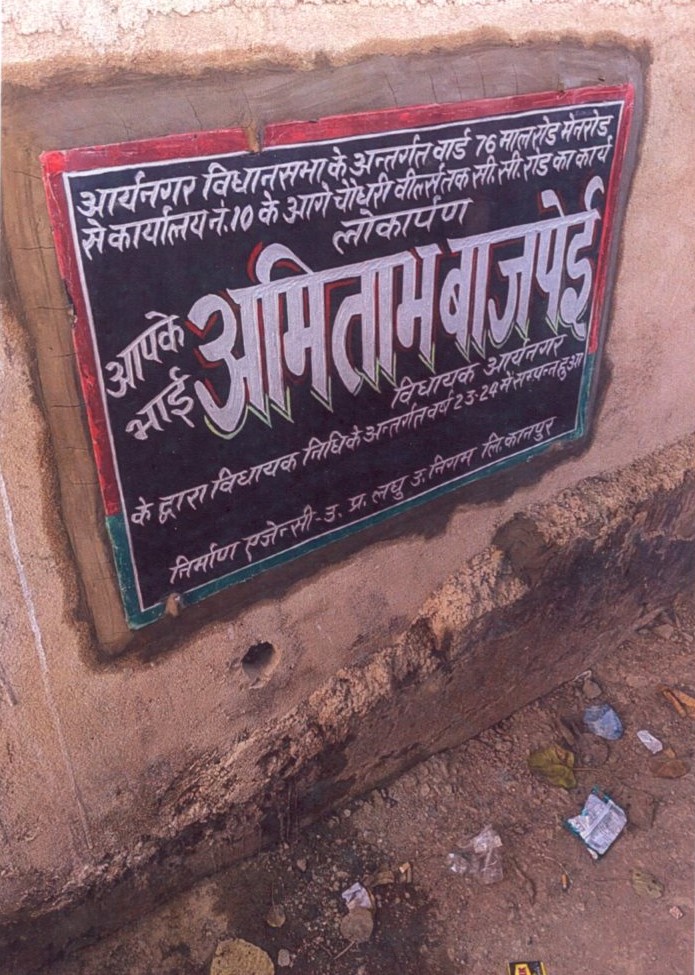 आर्यनगर विधानसभा के अन्तर्गत वार्ड 76 मालरोड मेनरोड
से कार्यालय नं. 10 के आगे चौधरी वीर्ल्स तक सी.सी. रोड का कार्य
लोकार्पण
आपके भाई
अमिताभ बाजपेई
विधायक आर्यनगर
के द्वारा विधायक निधि के अन्तर्गत वर्ष 23-24 में सम्पन्न हुआ
निर्माण एजेन्सी-उ. प्र. लघु उ. निगम लि. कानपुर